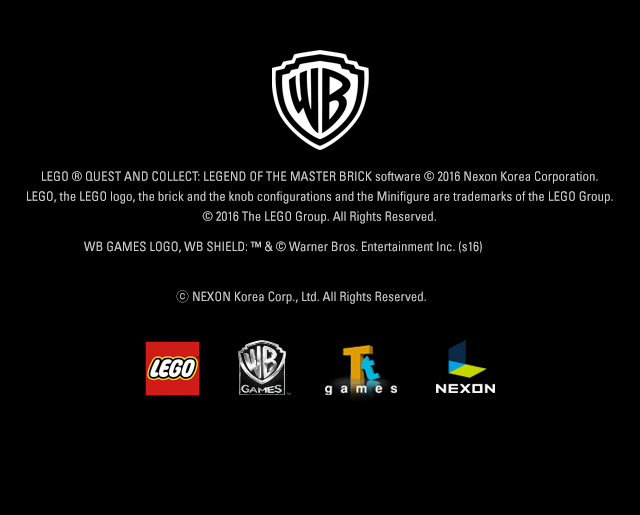 WB
LEGO ® QUEST AND COLLECT: LEGEND OF THE MASTER BRICK software © 2016 Nexon Korea Corporation.
LEGO, the LEGO logo, the brick and the knob configurations and the Minifigure are trademarks of the LEGO Group.
© 2016 The LEGO Group. All Rights Reserved.
WB GAMES LOGO, WB SHIELD: ™ & © Warner Bros. Entertainment Inc. (s16)
ⓒ NEXON Korea Corp., Ltd. All Rights Reserved.
LEGO
WB GAMES ™
Tt games
NEXON